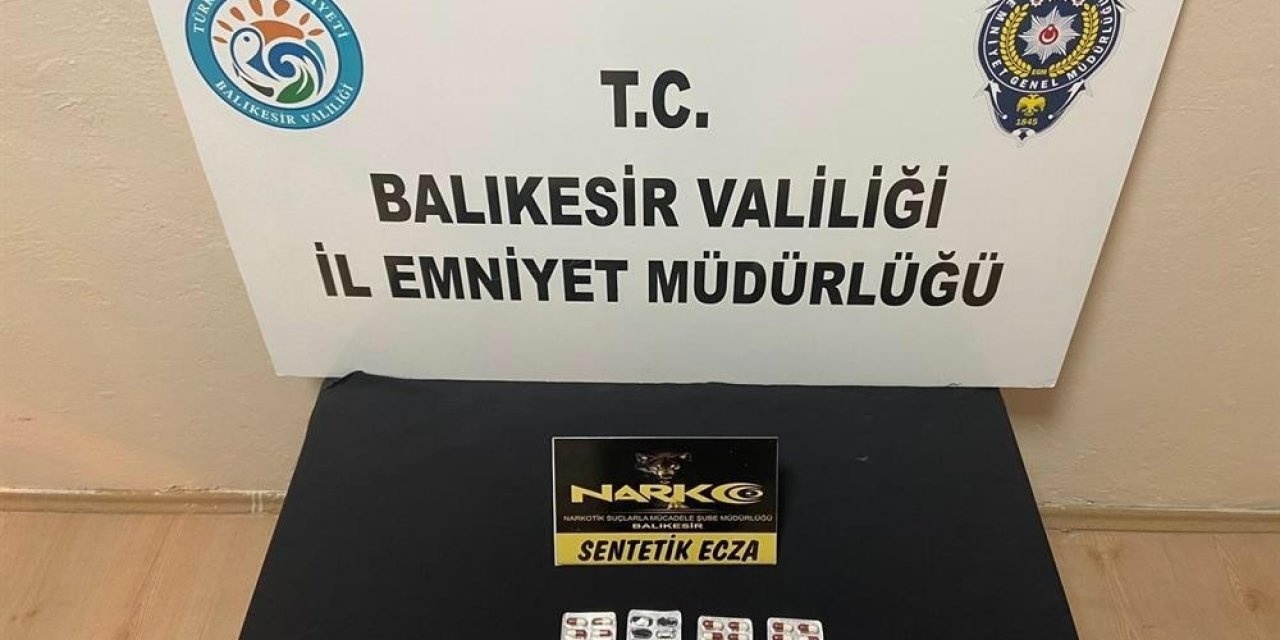 BALIKESİR VALİLİĞİ
EMNİYET GENEL MÜDÜRLÜĞÜ
EGM
1845
T.C.
BALIKESİR VALİLİĞİ
İL EMNİYET MÜDÜRLÜĞÜ
NARKO
NARKOTİK SUÇLARLA MÜCADELE ŞUBE MÜDÜRLÜĞÜ
BALIKESİR
SENTETİK ECZA